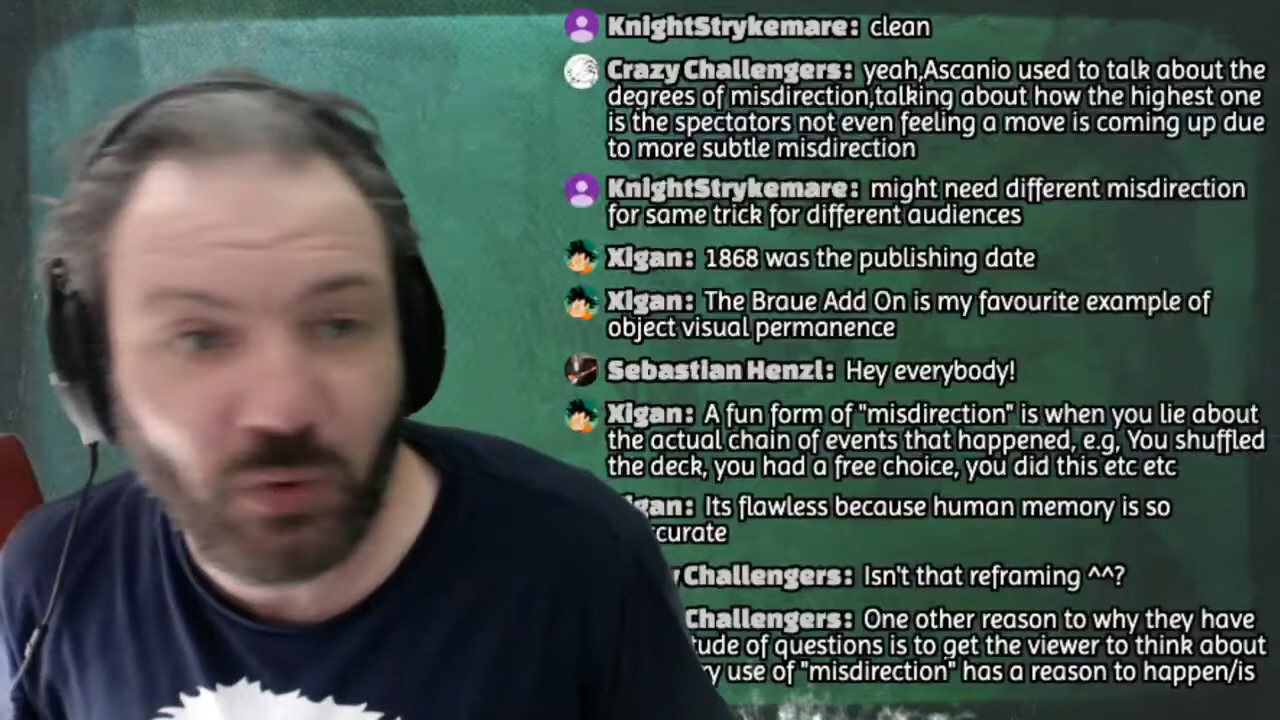 KnightStrykemare: clean
Crazy Challengers: yeah,Ascanio used to talk about the
degrees of misdirection,talking about how the highest one
is the spectators not even feeling a move is coming up due
to more subtle misdirection
KnightStrykemare: might need different misdirection
for same trick for different audiences
Xigan: 1868 was the publishing date
Xigan: The Braue Add On is my favourite example of
object visual permanence
Sebastian Henzl: Hey everybody!
Xigan: A fun form of "misdirection" is when you lie about
the actual chain of events that happened, e.g, You shuffled
the deck, you had a free choice, you did this etc etc
Its flawless because human memory is so
Challengers: Isn't that reframing ^^?
Challengers: One other reason to why they have
of questions is to get the viewer to think about
use of "misdirection" has a reason to happen/is